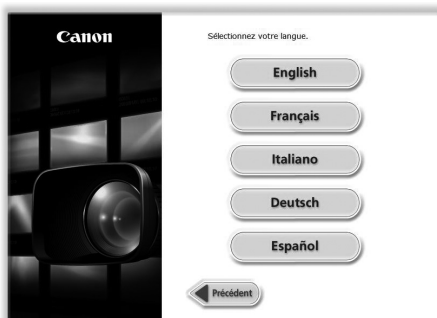 Canon
Sélectionnez votre langue.
English
Français
Italiano
Deutsch
Español
Précédent